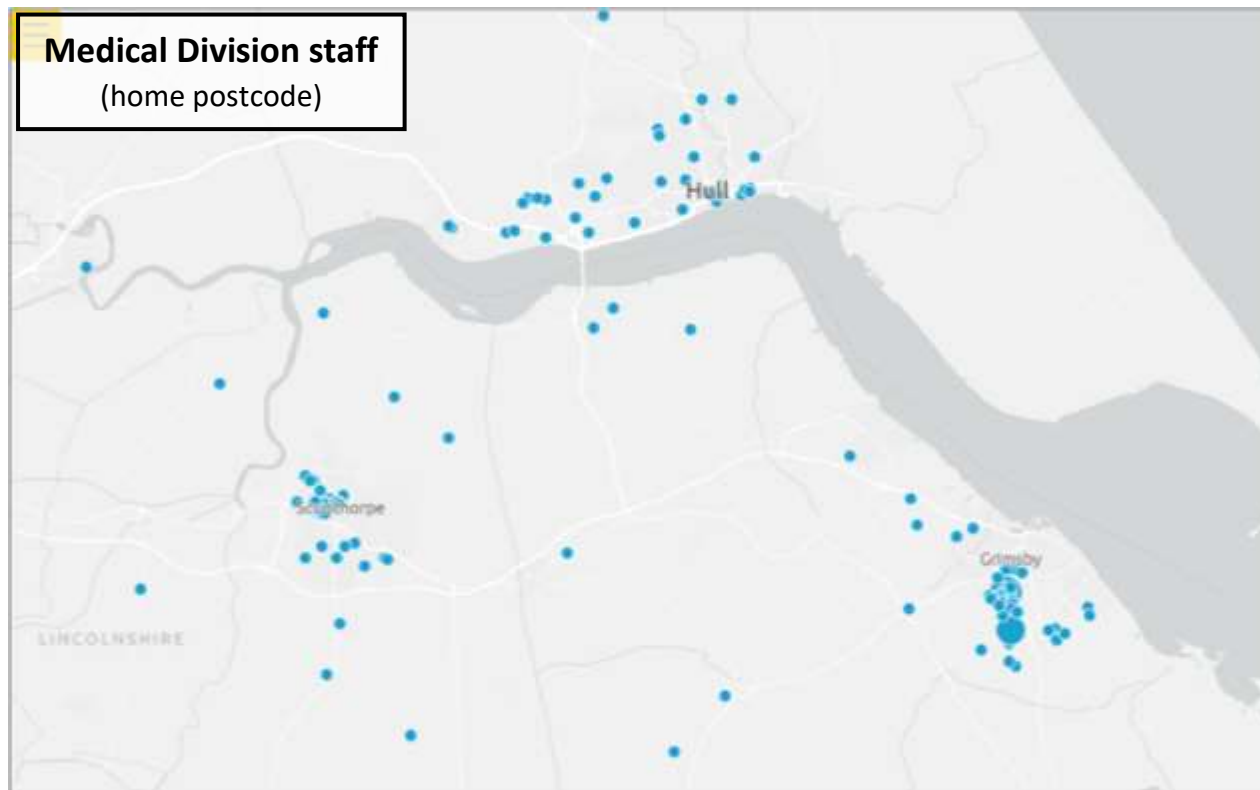 Medical Division staff
(home postcode)
Hull
Scunthorpe
Grimsby
LINCOLNSHIRE